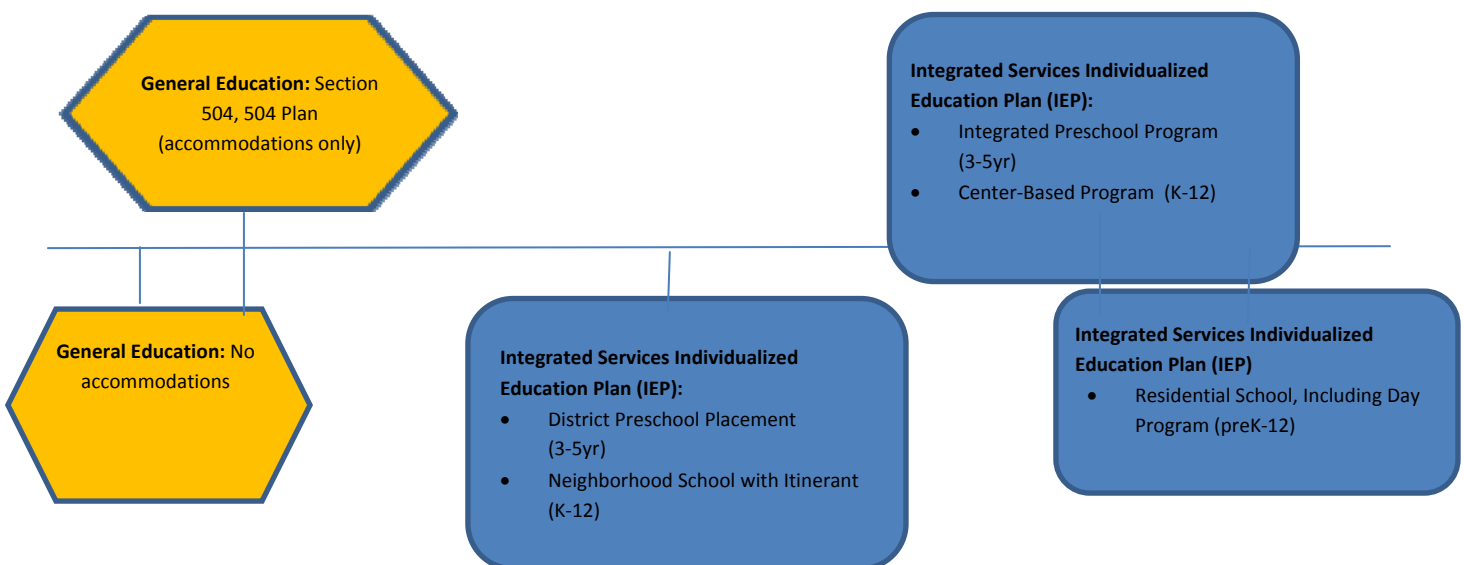 General Education: Section
504, 504 Plan
(accommodations only)
Integrated Services Individualized
Education Plan (IEP):
• Integrated Preschool Program
(3-5yr)
• Center-Based Program (K-12)
General Education: No
accommodations
Integrated Services Individualized
Education Plan (IEP):
• District Preschool Placement
(3-5yr)
• Neighborhood School with Itinerant
(K-12)
Integrated Services Individualized
Education Plan (IEP)
• Residential School, Including Day
Program (preK-12)